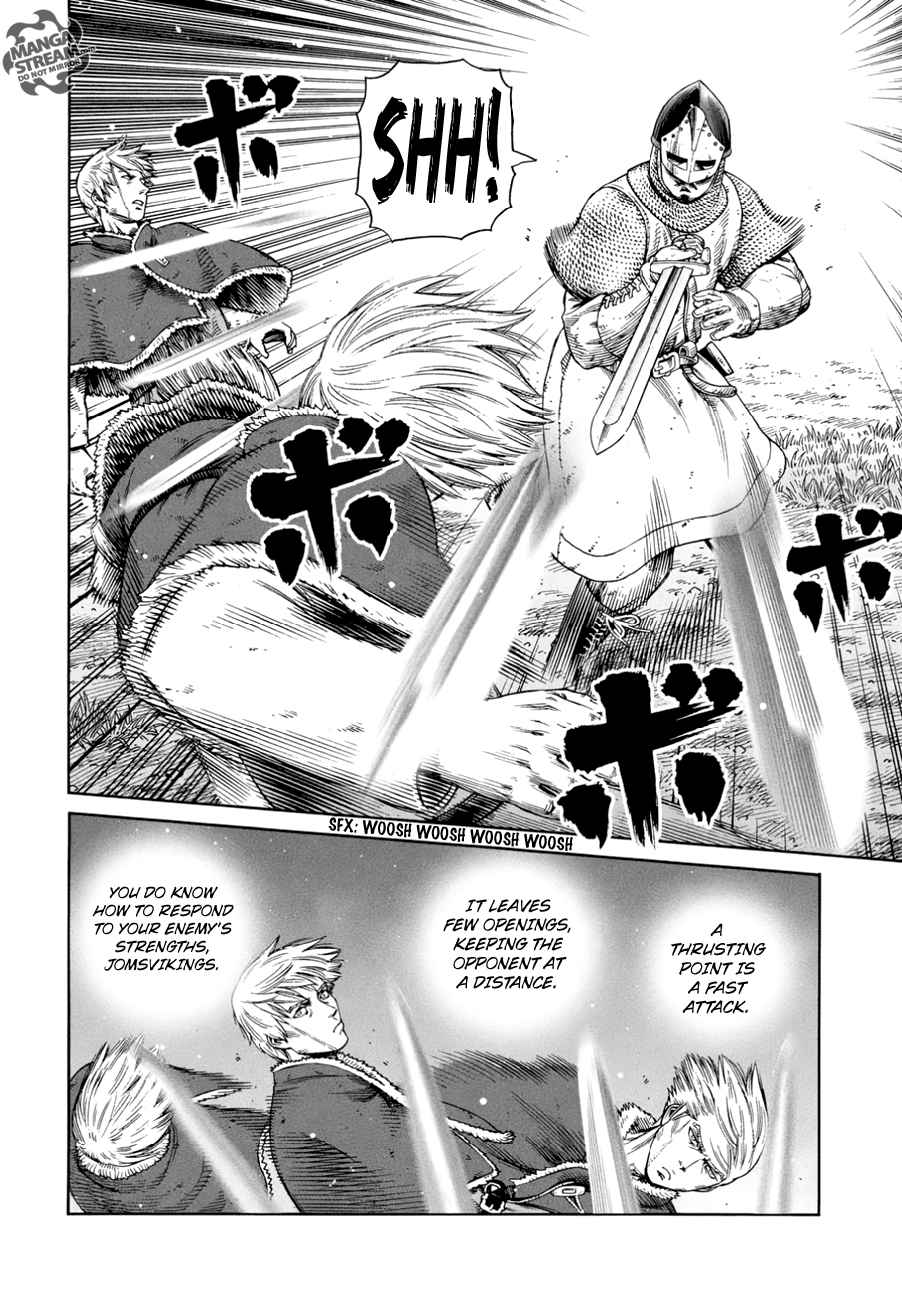 MANGA
STREAM.com
DO NOT MIRROR
SHH!
ボ
ボ
ボ
ボ
SFX: WOOSH WOOSH WOOSH WOOSH
A
THRUSTING
POINT IS
A FAST
ATTACK.
IT LEAVES
FEW OPENINGS,
KEEPING THE
OPPONENT AT
A DISTANCE.
YOU DO KNOW
HOW TO RESPOND
TO YOUR ENEMY'S
STRENGTHS,
JOMSVIKINGS.